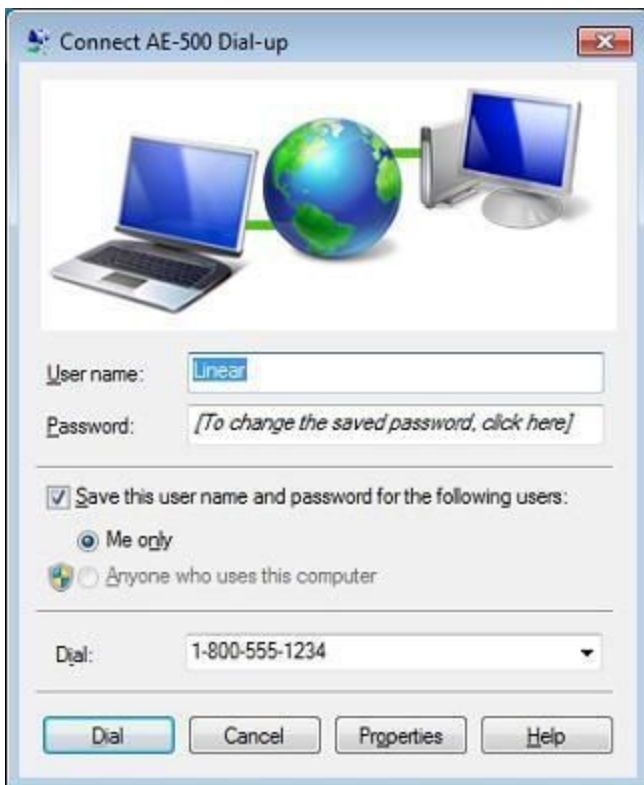 Connect AE-500 Dial-up
User name: Linear
Password: [To change the saved password, click here]
Save this user name and password for the following users:
Me only
Anyone who uses this computer
Dial: 1-800-555-1234
Dial Cancel Properties Help